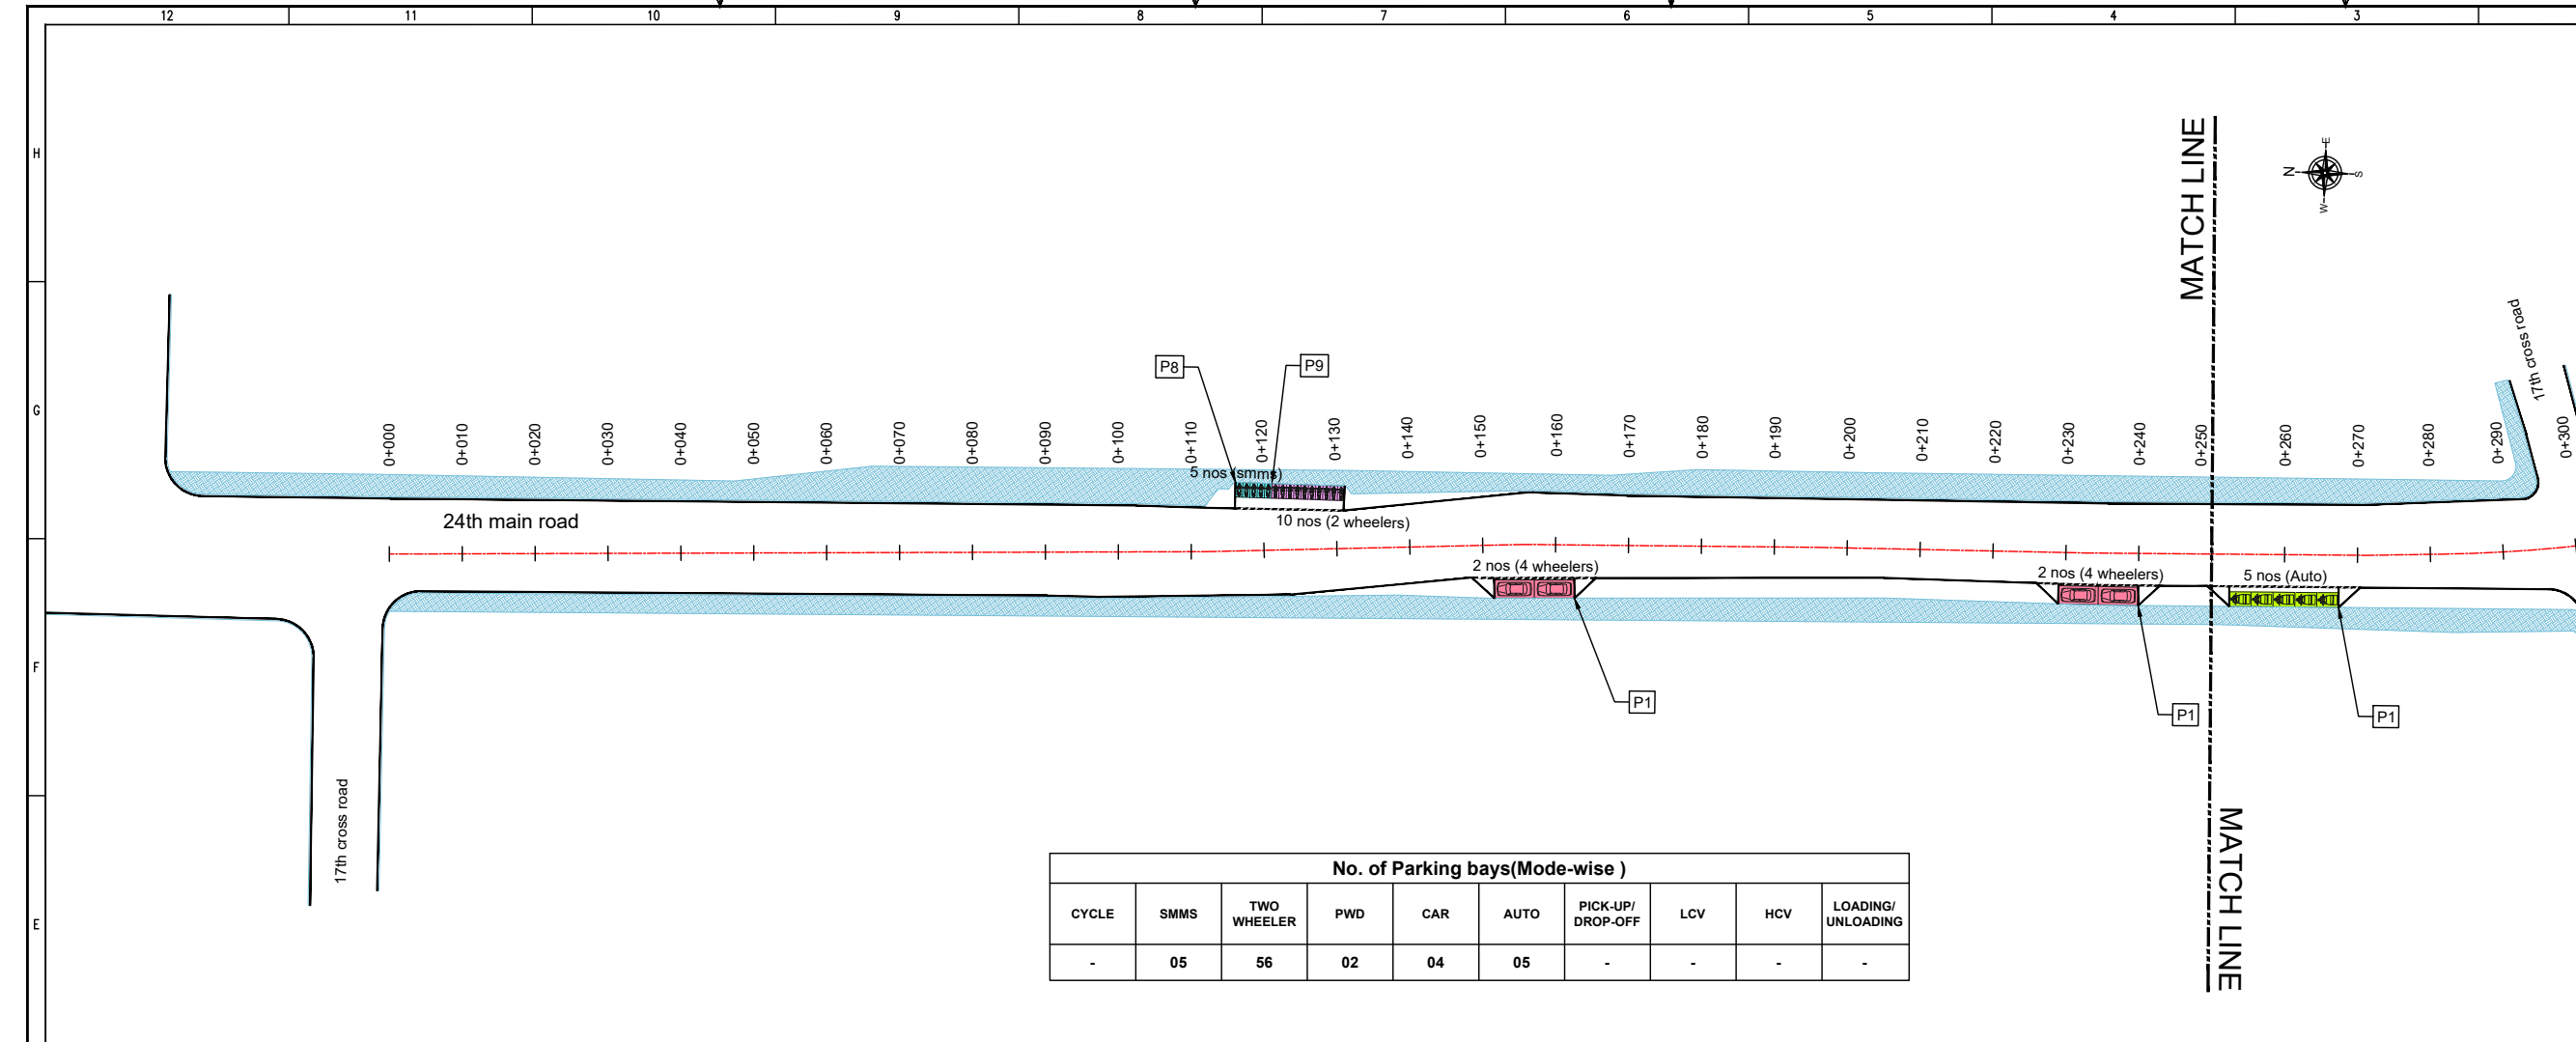 12 11 10 9 8 7 6 5 4 3
H
G
F
E
MATCH LINE
N
E
S
W
17th cross road
P8
P9
0+000 0+010 0+020 0+030 0+040 0+050 0+060 0+070 0+080 0+090 0+100 0+110 0+120 0+130 0+140 0+150 0+160 0+170 0+180 0+190 0+200 0+210 0+220 0+230 0+240 0+250 0+260 0+270 0+280 0+290 0+300
5 nos (smms)
24th main road
10 nos (2 wheelers)
2 nos (4 wheelers)
2 nos (4 wheelers)
5 nos (Auto)
P1
P1
P1
17th cross road
MATCH LINE
No. of Parking bays(Mode-wise )
CYCLE SMMS TWO WHEELER PWD CAR AUTO PICK-UP/ DROP-OFF LCV HCV LOADING/ UNLOADING
- 05 56 02 04 05 - - - -